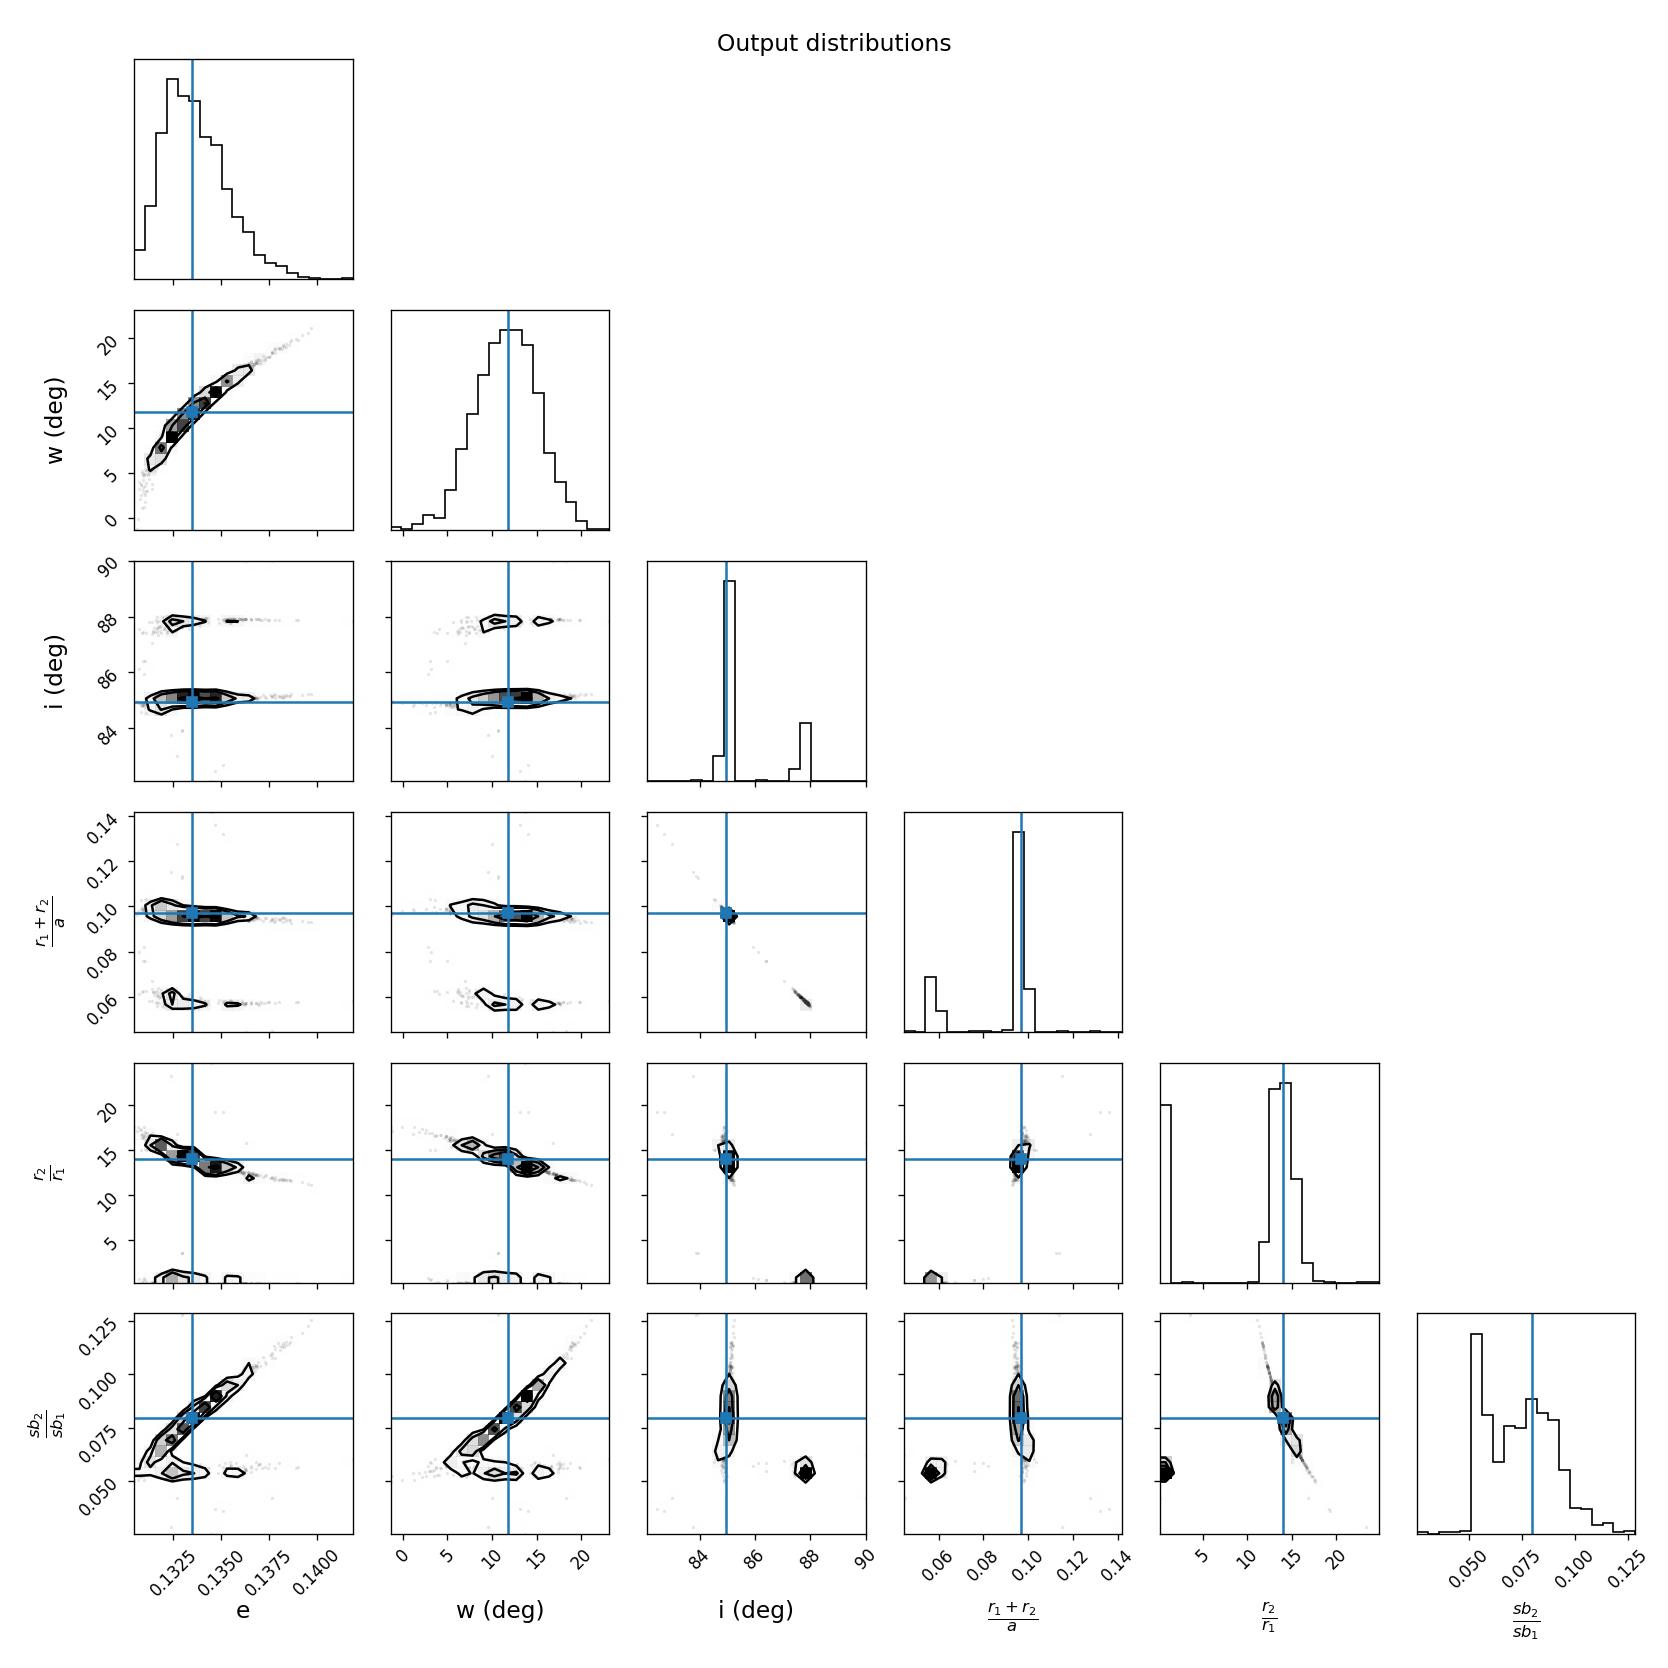 Output distributions
w (deg)
20
15
10
5
0
i (deg)
90
88
86
84
r₁ + r₂
a
0.14
0.12
0.10
0.08
0.06
r₂
r₁
20
15
10
5
sb₂
sb₁
0.125
0.100
0.075
0.050
0.1325 0.1350 0.1375 0.1400
0 5 10 15 20
84 86 88 90
0.06 0.08 0.10 0.12 0.14
5 10 15 20
0.050 0.075 0.100 0.125
e
w (deg)
i (deg)
r₁ + r₂
a
r₂
r₁
sb₂
sb₁